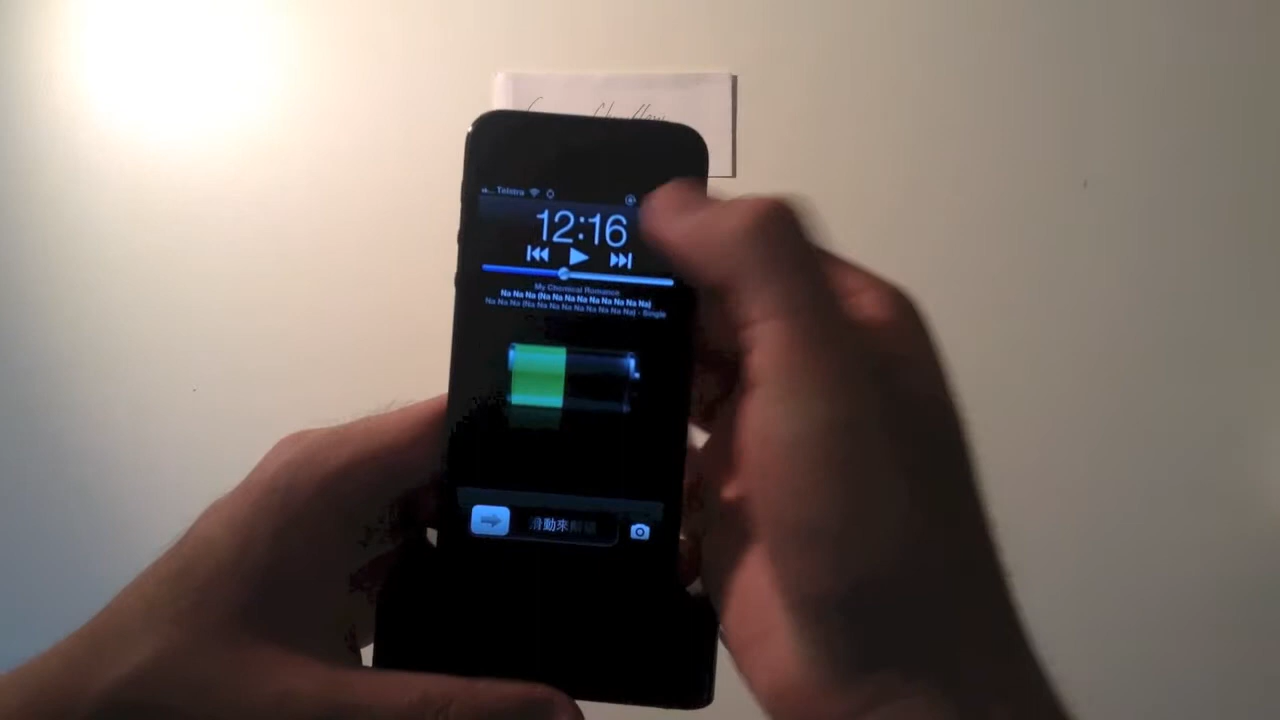 Telstra
12:16
My Chemical Romance
Na Na Na (Na Na Na Na Na Na Na Na Na)
Na Na Na (Na Na Na Na Na Na Na Na Na) - Single
滑動來解鎖